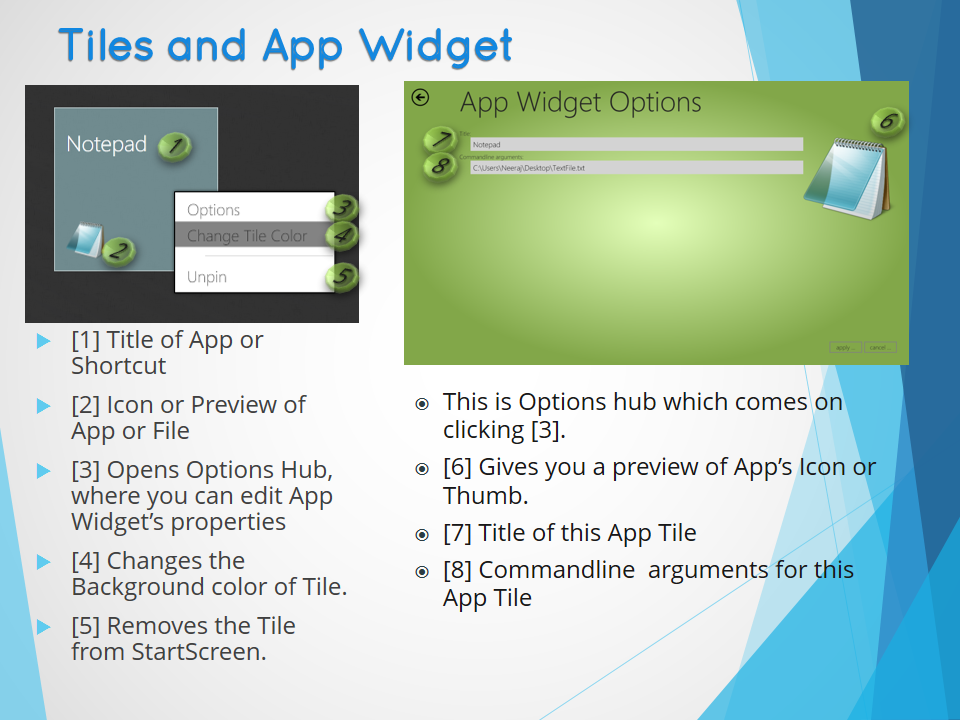 Tiles and App Widget
Notepad
1
2
Options
3
Change Tile Color
4
Unpin
5
[1] Title of App or
Shortcut
[2] Icon or Preview of
App or File
[3] Opens Options Hub,
where you can edit App
Widget’s properties
[4] Changes the
Background color of Tile.
[5] Removes the Tile
from StartScreen.
App Widget Options
6
7
Title
Notepad
8
Commandline arguments
C:\Users\Neeraj\Desktop\TextFile.txt
apply
cancel
This is Options hub which comes on
clicking [3].
[6] Gives you a preview of App’s Icon or
Thumb.
[7] Title of this App Tile
[8] Commandline  arguments for this
App Tile